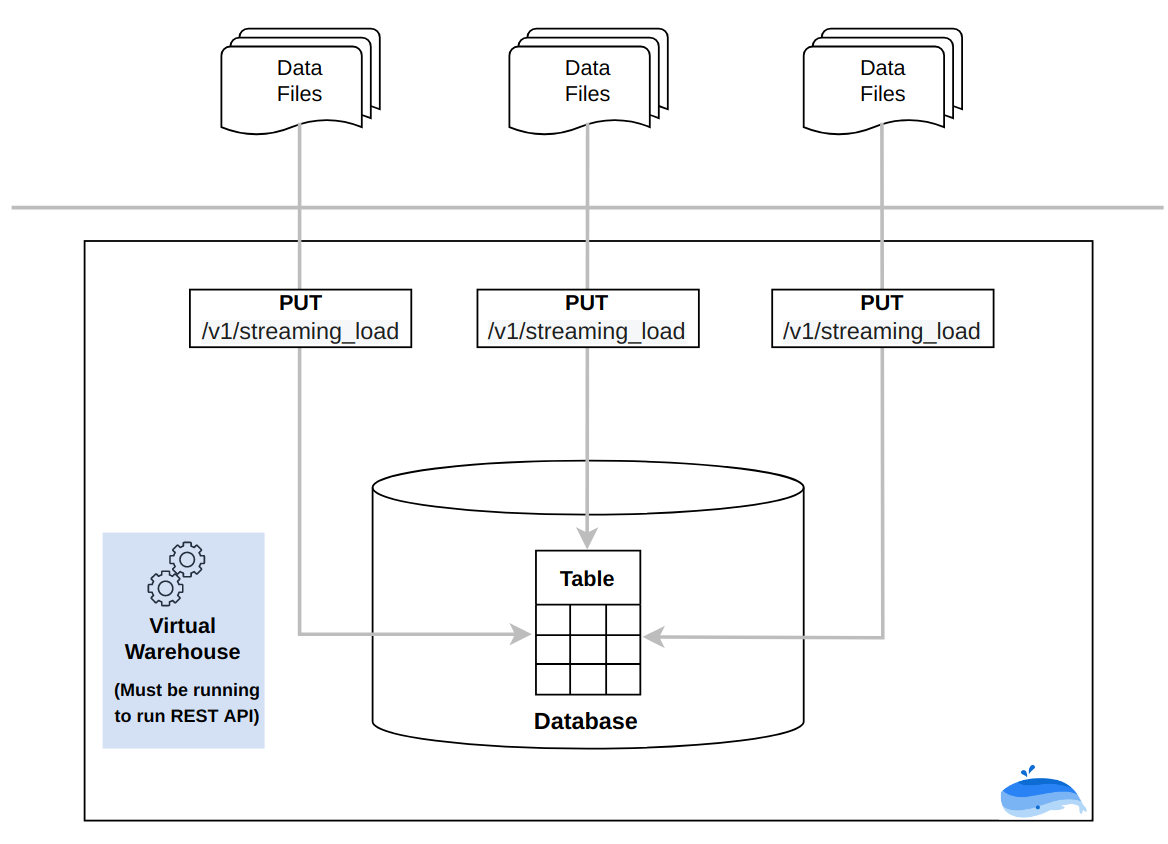 Data
Files
Data
Files
Data
Files
PUT
/v1/streaming_load
PUT
/v1/streaming_load
PUT
/v1/streaming_load
Table
Virtual
Warehouse
(Must be running
to run REST API)
Database